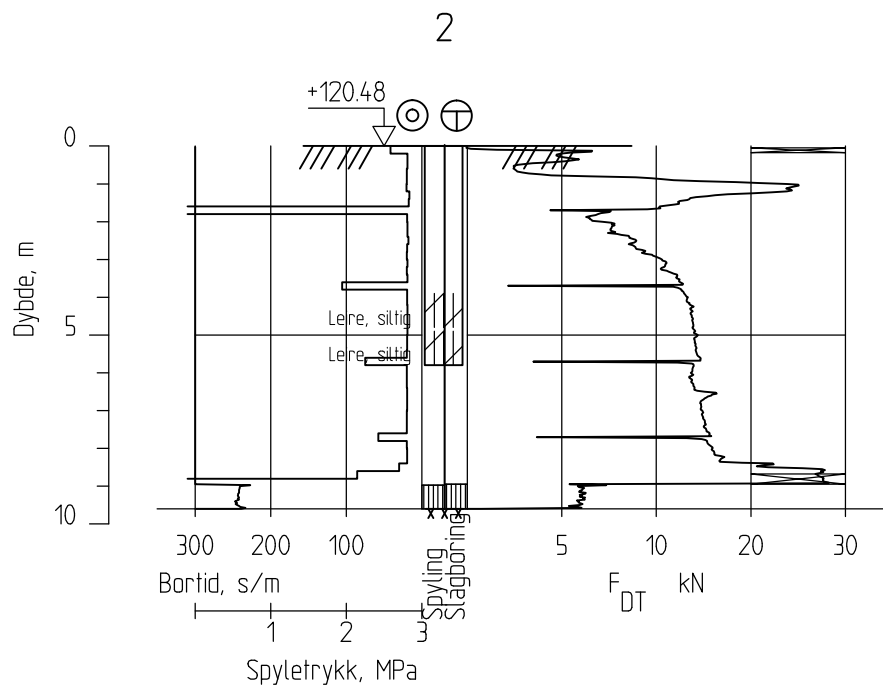 2
+120.48
0
Dybde, m
Leire, siltig
5
Leire, siltig
10
300 200 100 5 10 20 30
Spyling
Slagboring
Bortid, s/m
F DT kN
1 2 3
Spyletrykk, MPa